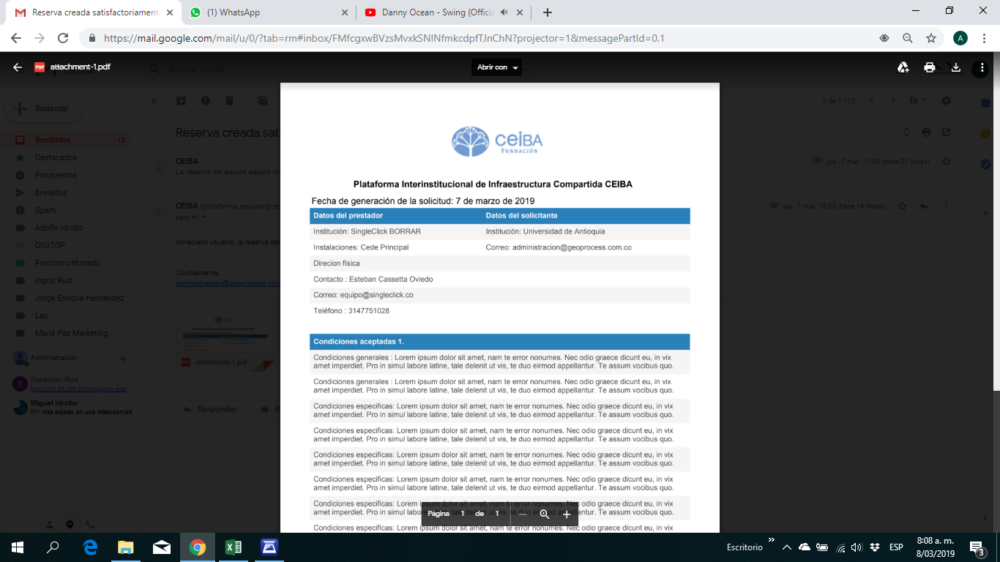 Reserva creada satisfactoriament
(1) WhatsApp
Danny Ocean - Swing (Officia
https://mail.google.com/mail/u/0/?tab=rm#inbox/FMfcgxwBVzsMvxkSNINfmkcdpfTJnChN?projector=1&messagePartId=0.1
A
PDF
attachment-1.pdf
Abrir con
Buscar correo
Redactar
2 de 1.112
Es
Recibidos 13
Destacados
Pospuestos
Enviados
Spam
Adolfo Idrobo
DIGITOP
Francisco Hurtado
Ingrid Ruiz
Jorge Enrique Hernandez
Lau
Maria Paz Marketing
Administración
Sebastian Rios
Miguel Idrobo
Has estado en una videollamad
Reserva creada sat
CEIBA
La reserva del equipo equipo no
jue., 7 mar. 11:00 (hace 21 horas)
CEIBA <plataforma_equipos@ce
para mí
jue., 7 mar. 15:53 (hace 16 horas)
Apreciado usuario, la reserva del
Cordialmente,
administracion@geoprocess.com
attachment-1.pdf
Responder
R
ceiBA
FUNDACIÓN
Plataforma Interinstitucional de Infraestructura Compartida CEIBA
Fecha de generación de la solicitud: 7 de marzo de 2019
Datos del prestador Datos del solicitante
Institución: SingleClick BORRAR Institución: Universidad de Antioquia
Instalaciones: Cede Principal Correo: administracion@geoprocess.com.co
Direcion física
Contacto : Esteban Cassetta Oviedo
Correo: equipo@singleclick.co
Teléfono : 3147751028
Condiciones aceptadas 1.
Condiciones generales : Lorem ipsum dolor sit amet, nam te error nonumes. Nec odio graece dicunt eu, in vix
amet imperdiet. Pro in simul labore latine, tale delenit ut vis, te duo eirmod appellantur. Te assum vocibus quo.
Condiciones generales : Lorem ipsum dolor sit amet, nam te error nonumes. Nec odio graece dicunt eu, in vix
amet imperdiet. Pro in simul labore latine, tale delenit ut vis, te duo eirmod appellantur. Te assum vocibus quo.
Condiciones especificas: Lorem ipsum dolor sit amet, nam te error nonumes. Nec odio graece dicunt eu, in vix
amet imperdiet. Pro in simul labore latine, tale delenit ut vis, te duo eirmod appellantur. Te assum vocibus quo.
Condiciones especificas: Lorem ipsum dolor sit amet, nam te error nonumes. Nec odio graece dicunt eu, in vix
amet imperdiet. Pro in simul labore latine, tale delenit ut vis, te duo eirmod appellantur. Te assum vocibus quo.
Condiciones especificas: Lorem ipsum dolor sit amet, nam te error nonumes. Nec odio graece dicunt eu, in vix
amet imperdiet. Pro in simul labore latine, tale delenit ut vis, te duo eirmod appellantur. Te assum vocibus quo.
Condiciones especificas: Lorem ipsum dolor sit amet, nam te error nonumes. Nec odio graece dicunt eu, in vix
amet imperdiet. Pro in simul labore latine, tale delenit ut vis, te duo eirmod appellantur. Te assum vocibus quo.
Condiciones especificas: Lorem ipsum dolor sit amet, nam te error nonumes. Nec odio graece dicunt eu, in vix
amet imperdiet. Pro in simul labore latine, tale delenit ut vis, te duo eirmod appellantur. Te assum vocibus quo.
Condiciones especificas: Lorem ipsum dolor sit amet, nam te error nonumes. Nec odio graece dicunt eu, in vix
Página 1 de 1
Escritorio
ESP
8:08 a. m.
8/03/2019
3